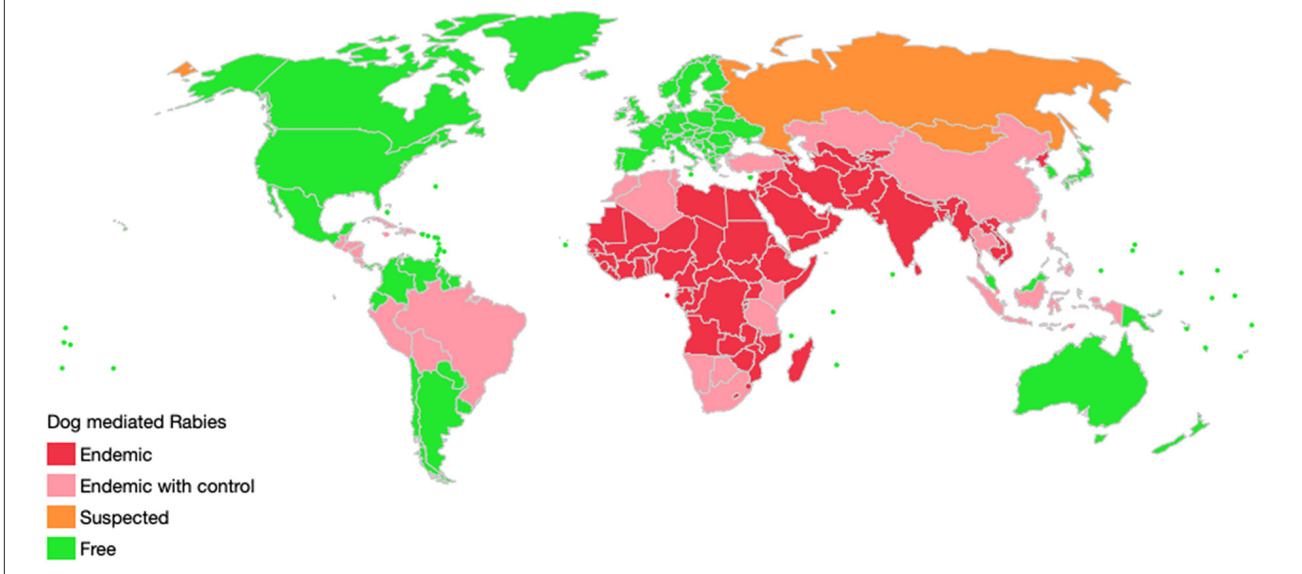 Dog mediated Rabies
Endemic
Endemic with control
Suspected
Free